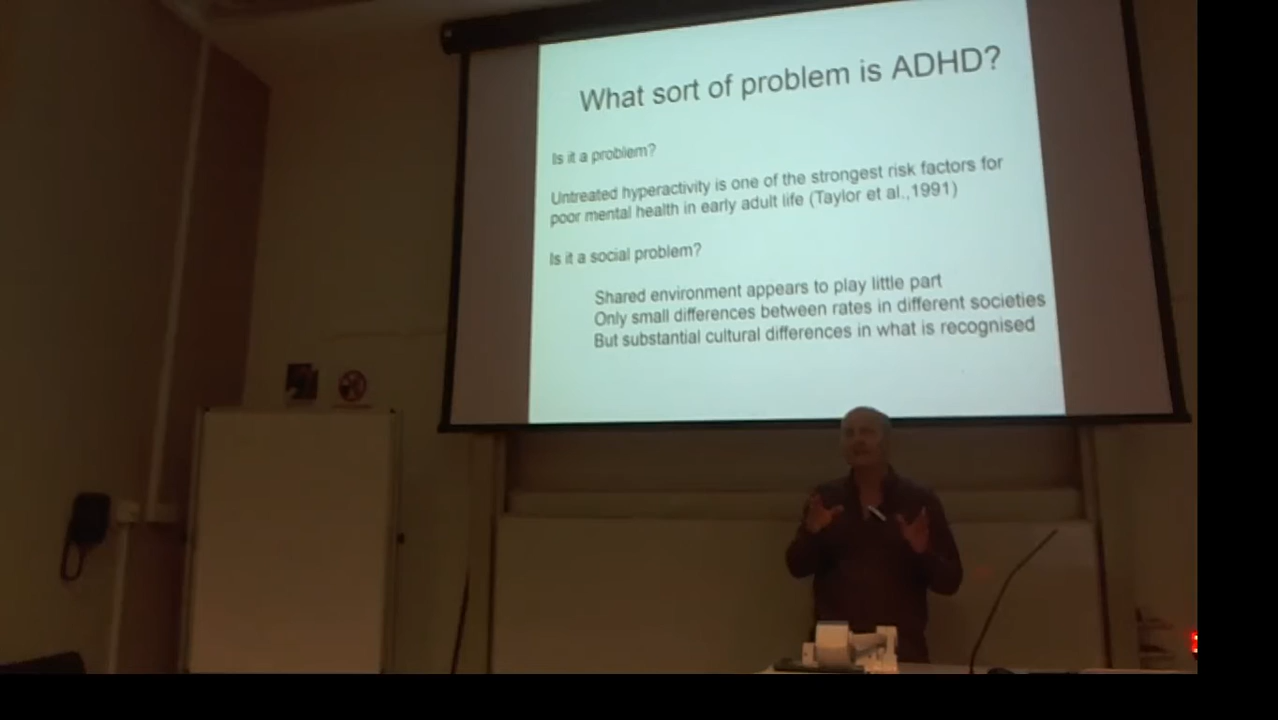 What sort of problem is ADHD?
Is it a problem?
Untreated hyperactivity is one of the strongest risk factors for
poor mental health in early adult life (Taylor et al.,1991)
Is it a social problem?
Shared environment appears to play little part
Only small differences between rates in different societies
But substantial cultural differences in what is recognised